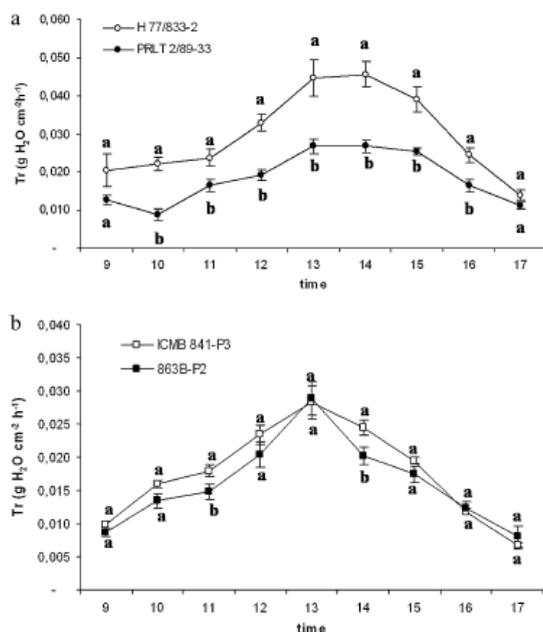 a
0,060
H 77/833-2
PRLT 2/89-33
0,050
0,040
0,030
0,020
0,010
-
Tr (g H₂O cm⁻² h⁻¹)
a a a a a a a a a
a b b b b b b b a
9 10 11 12 13 14 15 16 17
time
b
0,040
ICMB 841-P3
863B-P2
0,035
0,030
0,025
0,020
0,015
0,010
0,005
-
Tr (g H₂O cm⁻² h⁻¹)
a a a a a a a a a
a a b a a b a a a
9 10 11 12 13 14 15 16 17
time